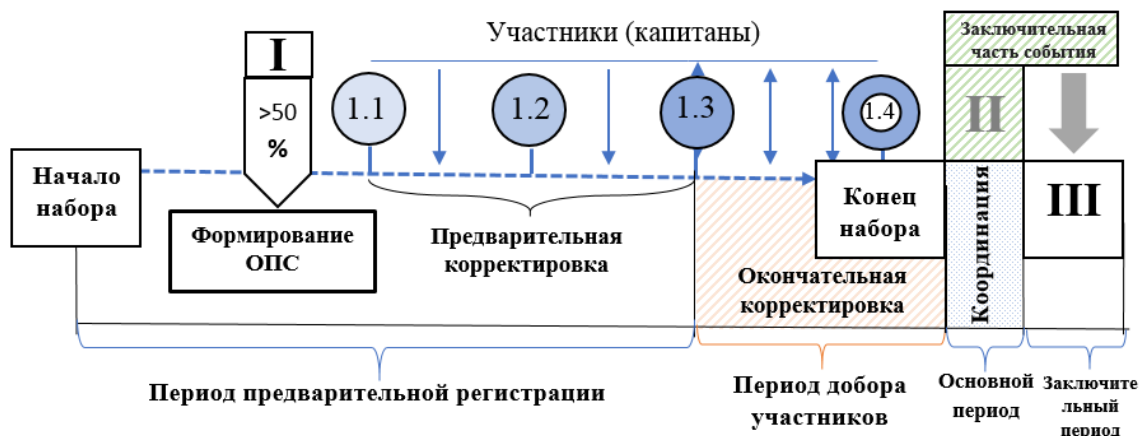 Участники (капитаны)
Заключительная
часть события
I
>50
%
1.1
1.2
1.3
1.4
II
Начало
набора
Формирование
ОПС
Предварительная
корректировка
Конец
набора
Окончательная
корректировка
Координация
III
Период предварительной регистрации
Период добора
участников
Основной
период
Заключите
льный
период